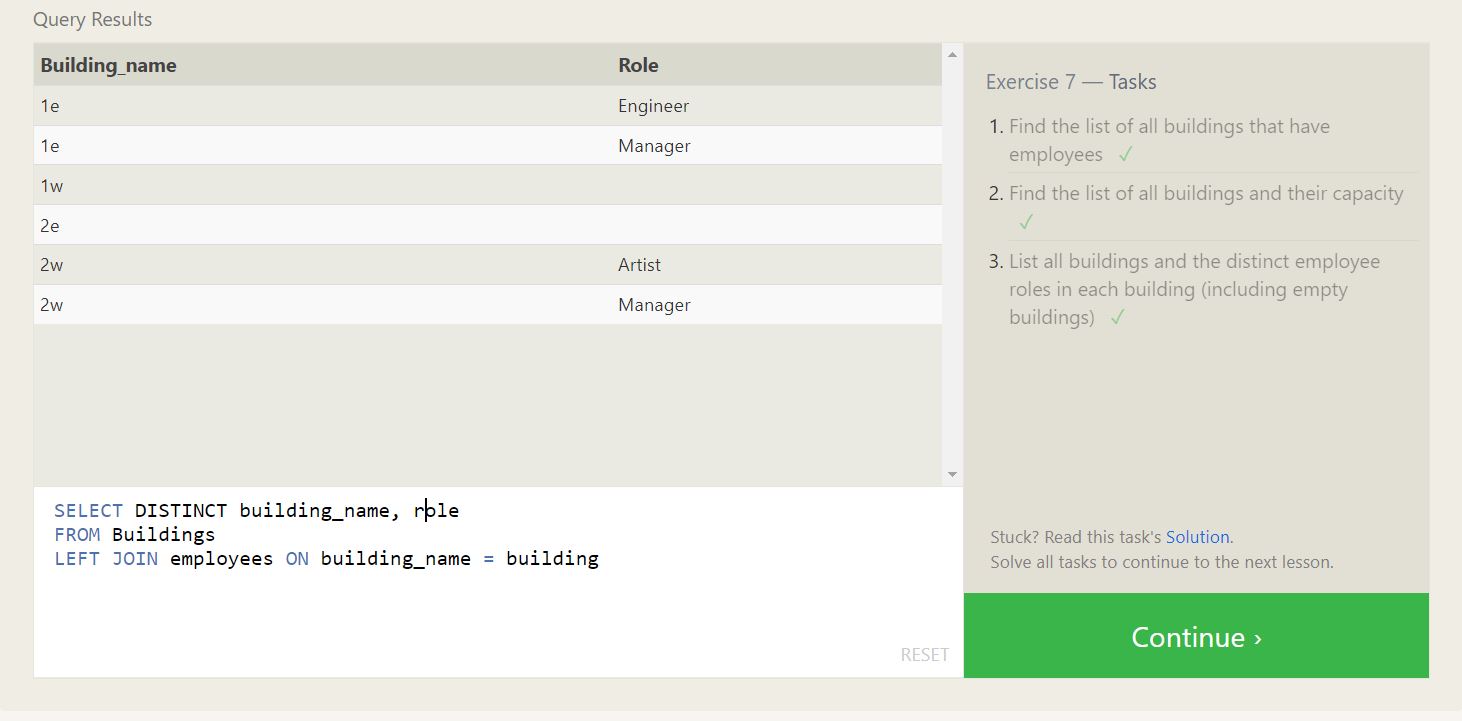 Query Results
Building_name Role
1e Engineer
1e Manager
1w
2e
2w Artist
2w Manager
SELECT DISTINCT building_name, role
FROM Buildings
LEFT JOIN employees ON building_name = building
RESET
Exercise 7 — Tasks
1. Find the list of all buildings that have
employees ✓
2. Find the list of all buildings and their capacity
✓
3. List all buildings and the distinct employee
roles in each building (including empty
buildings) ✓
Stuck? Read this task's Solution.
Solve all tasks to continue to the next lesson.
Continue ›